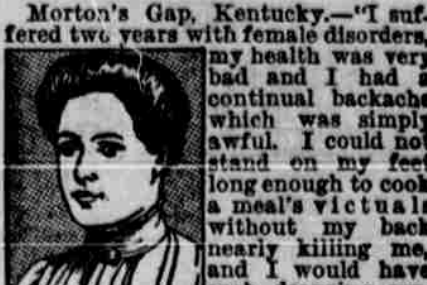 Morton's Gap, Kentucky.—"I suf-
fered two years with female disorders,
my health was very
bad and I had a
continual backache
which was simply
awful. I could not
stand on my feet
long enough to cook
a meal's victuals
without my back
nearly killing me,
and I would have